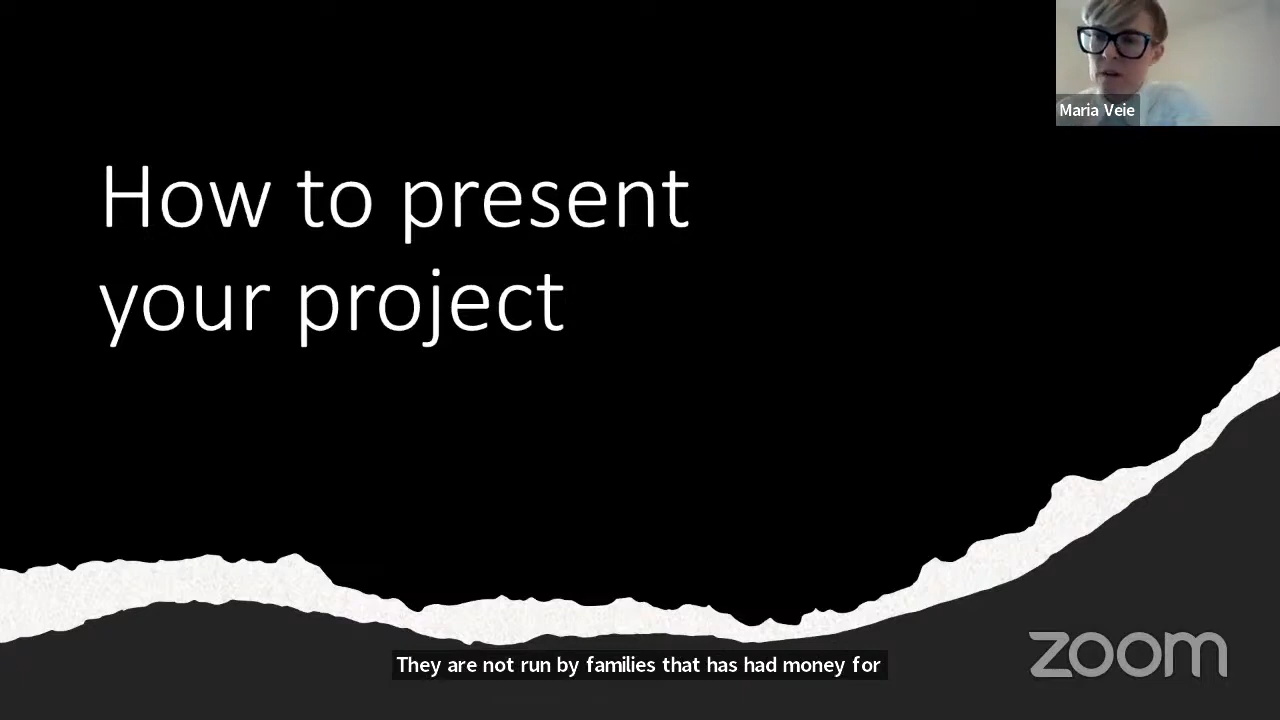 Maria Veie
How to present
your project
They are not run by families that has had money for
zoom